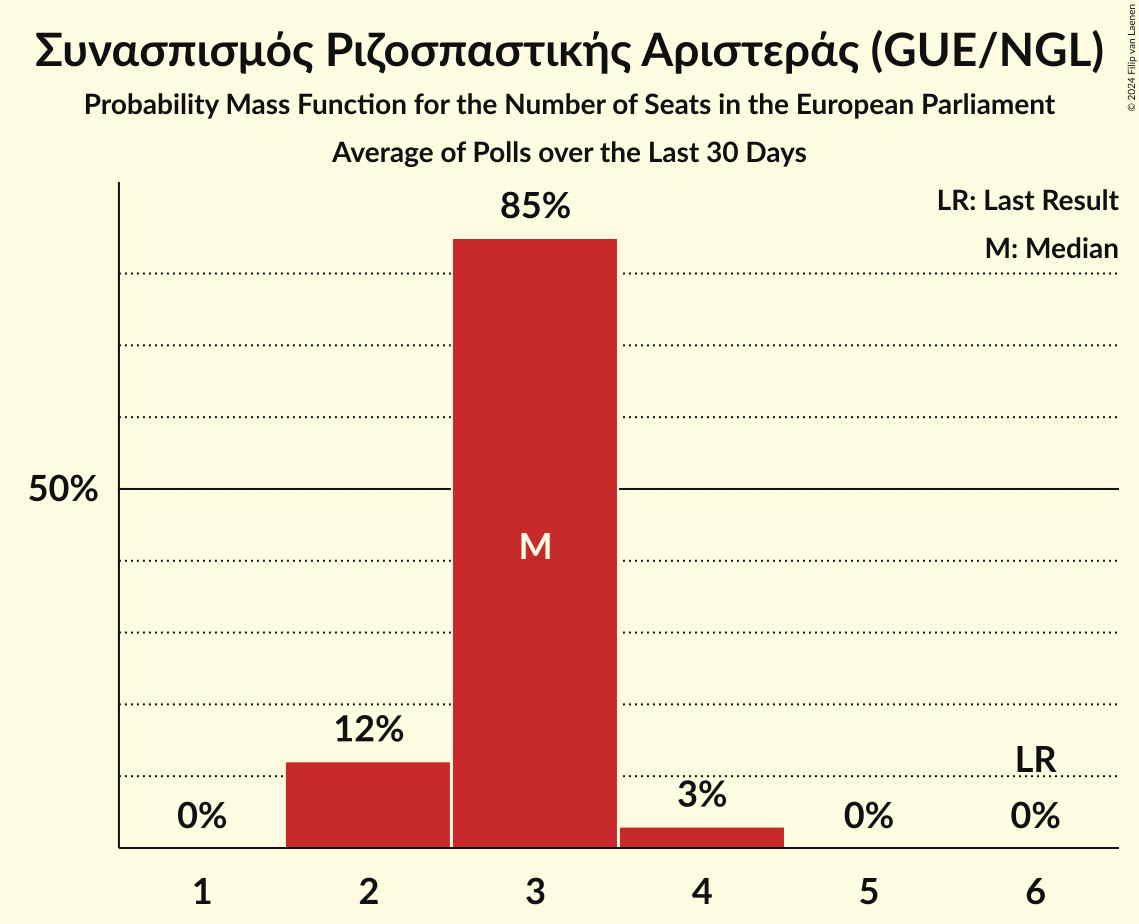 Συνασπισμός Ριζοσπαστικής Αριστεράς (GUE/NGL)
Probability Mass Function for the Number of Seats in the European Parliament
Average of Polls over the Last 30 Days
© 2024 Filip van Laenen
LR: Last Result
M: Median
85%
50%
M
12%
LR
3%
0%
0%
0%
1 2 3 4 5 6